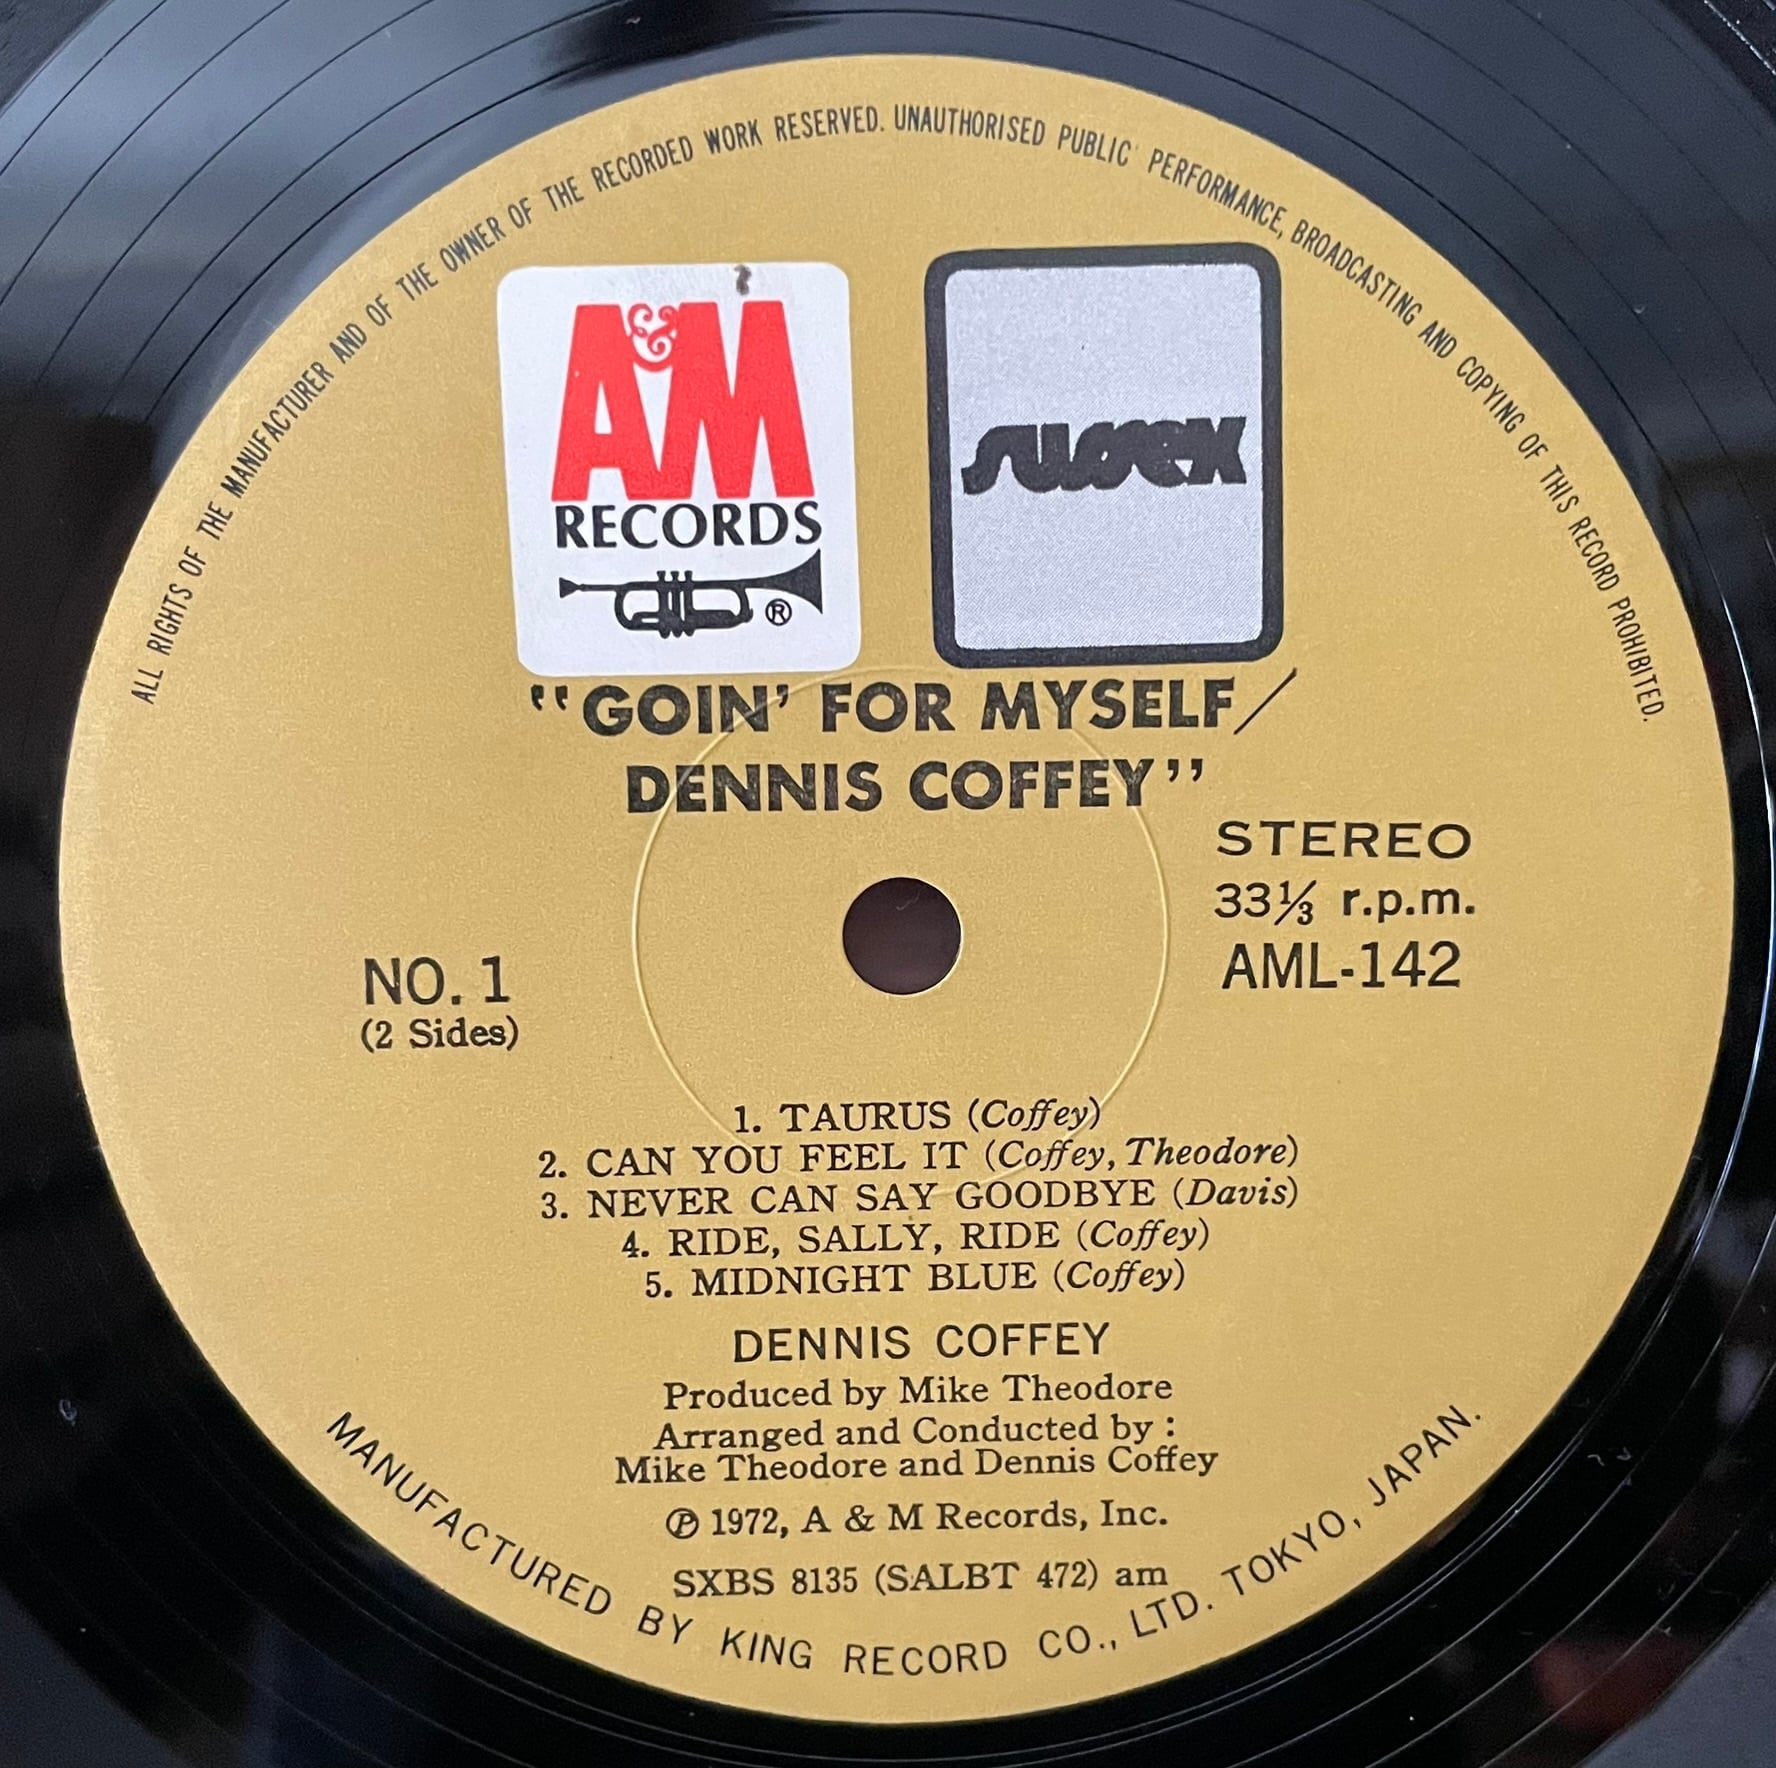 ALL RIGHTS OF THE MANUFACTURER AND OF THE OWNER OF THE RECORDED WORK RESERVED. UNAUTHORISED PUBLIC PERFORMANCE, BROADCASTING AND COPYING OF THIS RECORD PROHIBITED.
A&M
RECORDS
®
sussex
"GOIN' FOR MYSELF/
DENNIS COFFEY"
STEREO
33⅓ r.p.m.
AML-142
NO. 1
(2 Sides)
1. TAURUS (Coffey)
2. CAN YOU FEEL IT (Coffey, Theodore)
3. NEVER CAN SAY GOODBYE (Davis)
4. RIDE, SALLY, RIDE (Coffey)
5. MIDNIGHT BLUE (Coffey)
DENNIS COFFEY
Produced by Mike Theodore
Arranged and Conducted by :
Mike Theodore and Dennis Coffey
℗ 1972, A & M Records, Inc.
SXBS 8135 (SALBT 472) am
MANUFACTURED BY KING RECORD CO., LTD. TOKYO, JAPAN.